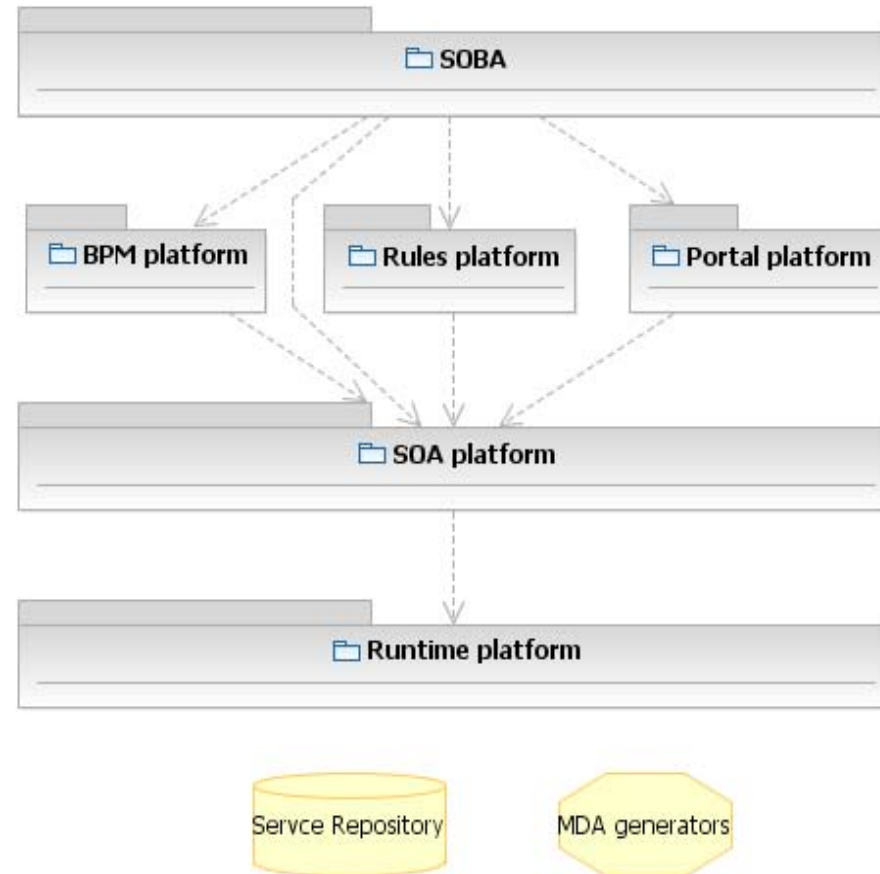 SOBA
BPM platform
Rules platform
Portal platform
SOA platform
Runtime platform
Servce Repository
MDA generators